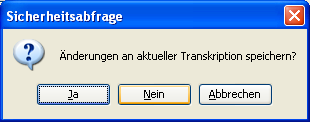 Sicherheitsabfrage
Änderungen an aktueller Transkription speichern?
Ja Nein Abbrechen